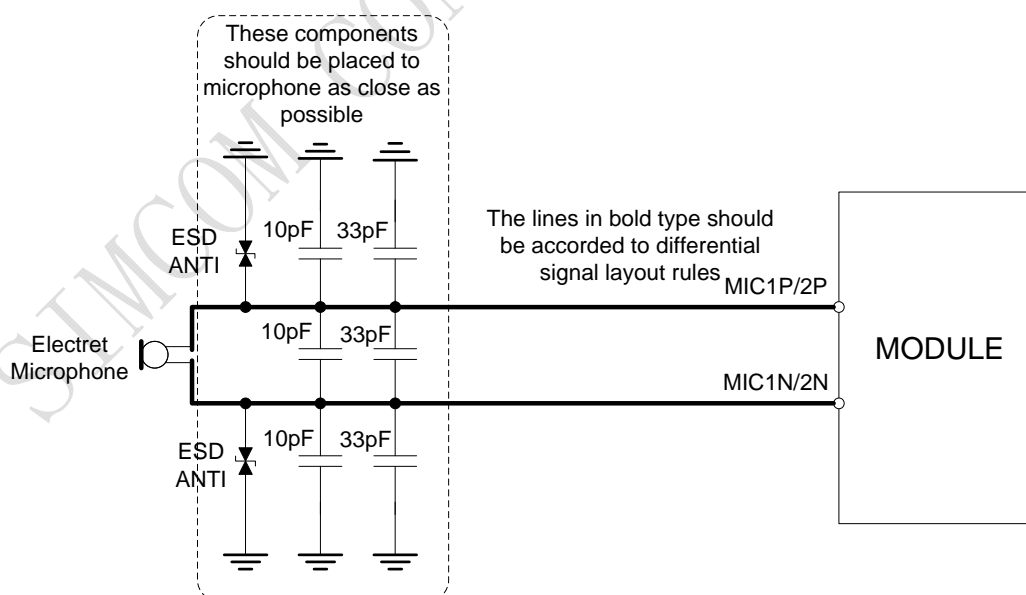 These components
should be placed to
microphone as close as
possible
ESD
ANTI
10pF
33pF
The lines in bold type should
be accorded to differential
signal layout rules
MIC1P/2P
Electret
Microphone
10pF
33pF
MODULE
MIC1N/2N
ESD
ANTI
10pF
33pF
SIMCOM CO